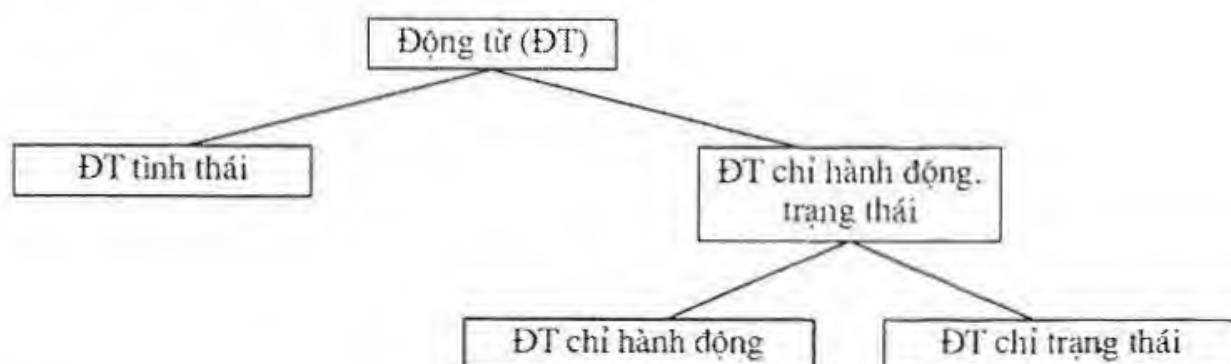 Động từ (ĐT)
ĐT tình thái
ĐT chỉ hành động.
trạng thái
ĐT chỉ hành động
ĐT chỉ trạng thái